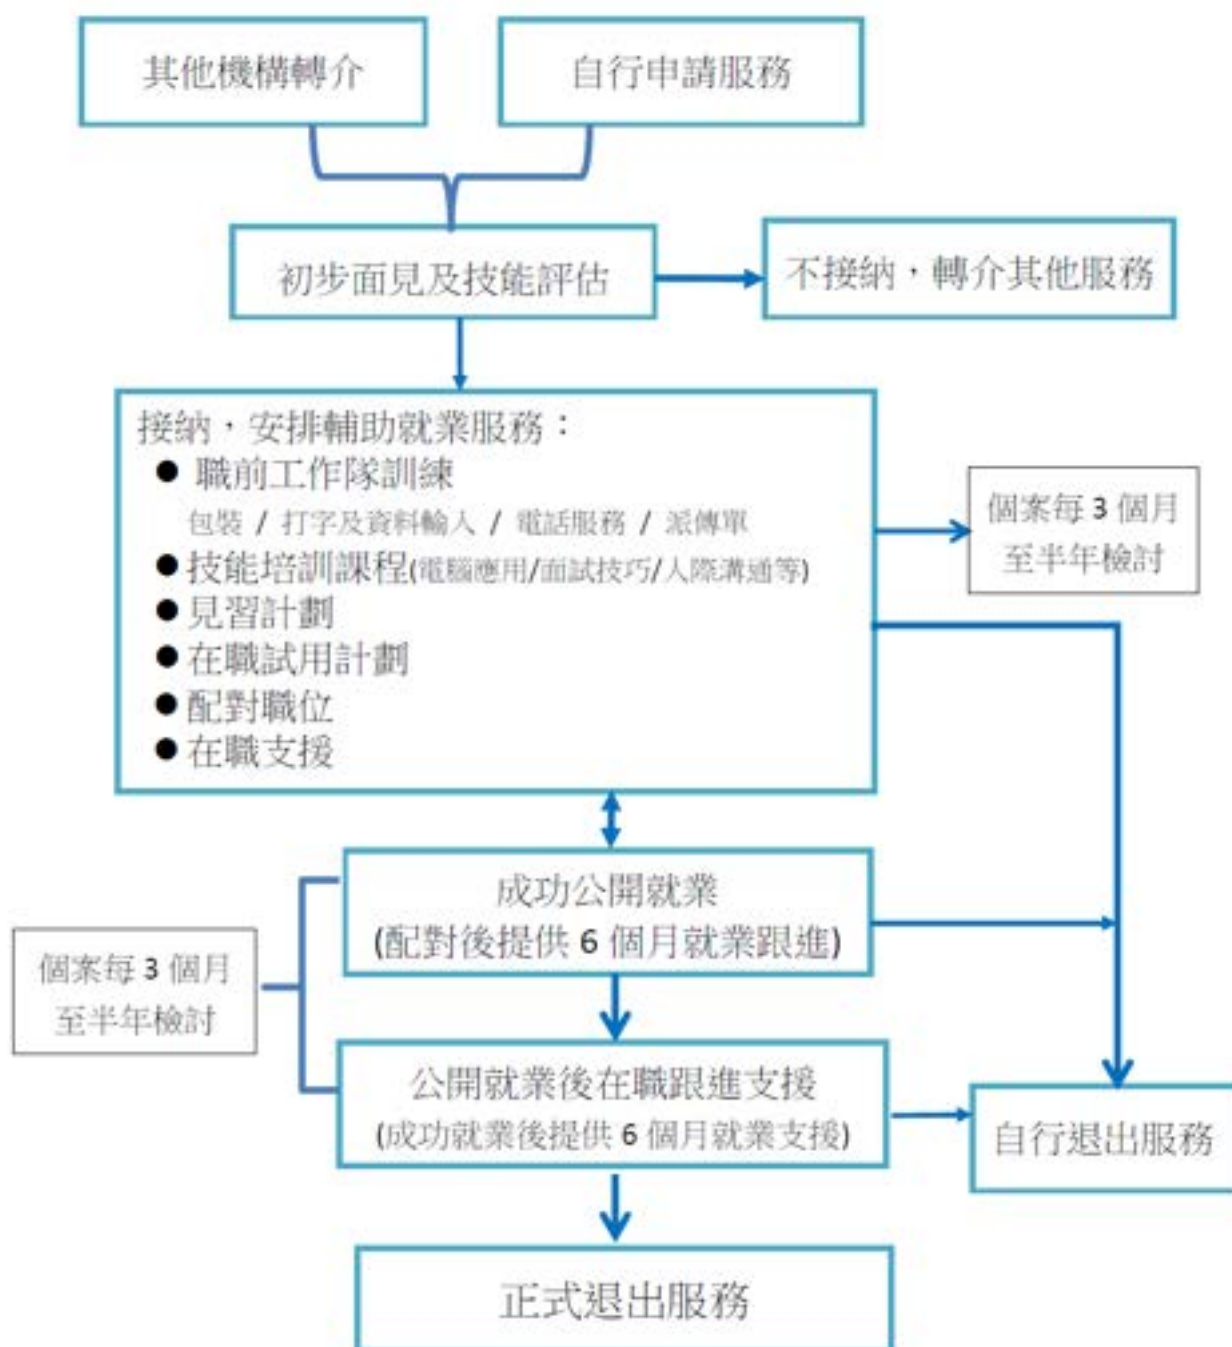 其他機構轉介
自行申請服務
初步面見及技能評估
不接納，轉介其他服務
接納，安排輔助就業服務：
● 職前工作隊訓練
包裝 / 打字及資料輸入 / 電話服務 / 派傳單
● 技能培訓課程(電腦應用/面試技巧/人際溝通等)
● 見習計劃
● 在職試用計劃
● 配對職位
● 在職支援
個案每 3 個月
至半年檢討
成功公開就業
(配對後提供 6 個月就業跟進)
個案每 3 個月
至半年檢討
公開就業後在職跟進支援
(成功就業後提供 6 個月就業支援)
自行退出服務
正式退出服務